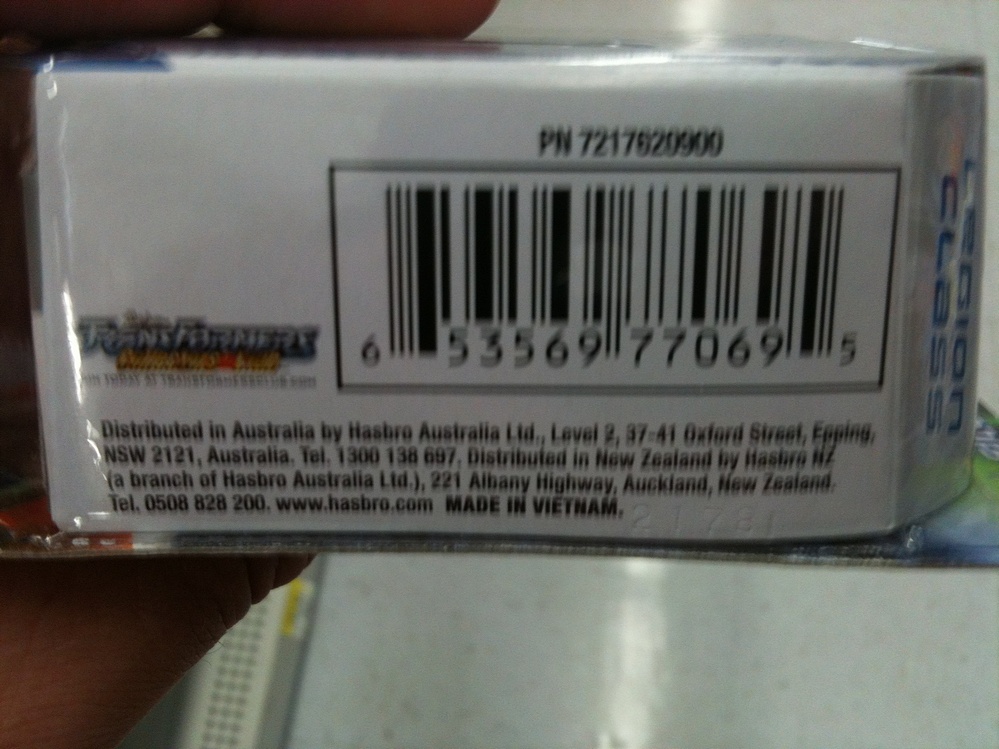 PN 7217620900
6 53569 77069 5
TRANSFORMERS
Distributed in Australia by Hasbro Australia Ltd., Level 2, 37-41 Oxford Street, Epping,
NSW 2121, Australia. Tel. 1300 138 697. Distributed in New Zealand by Hasbro NZ
(a branch of Hasbro Australia Ltd.), 221 Albany Highway, Auckland, New Zealand.
Tel. 0508 828 200. www.hasbro.com MADE IN VIETNAM.
21781
Legion
Class